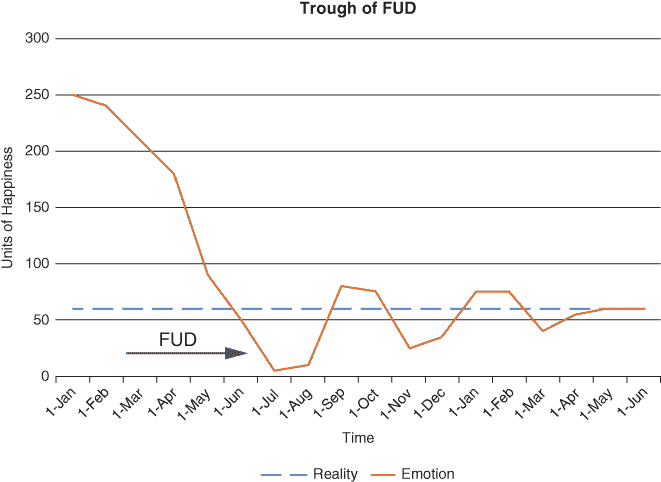 Trough of FUD
300
250
200
150
100
50
0
Units of Happiness
FUD
1-Jan
1-Feb
1-Mar
1-Apr
1-May
1-Jun
1-Jul
1-Aug
1-Sep
1-Oct
1-Nov
1-Dec
1-Jan
1-Feb
1-Mar
1-Apr
1-May
1-Jun
Time
Reality
Emotion